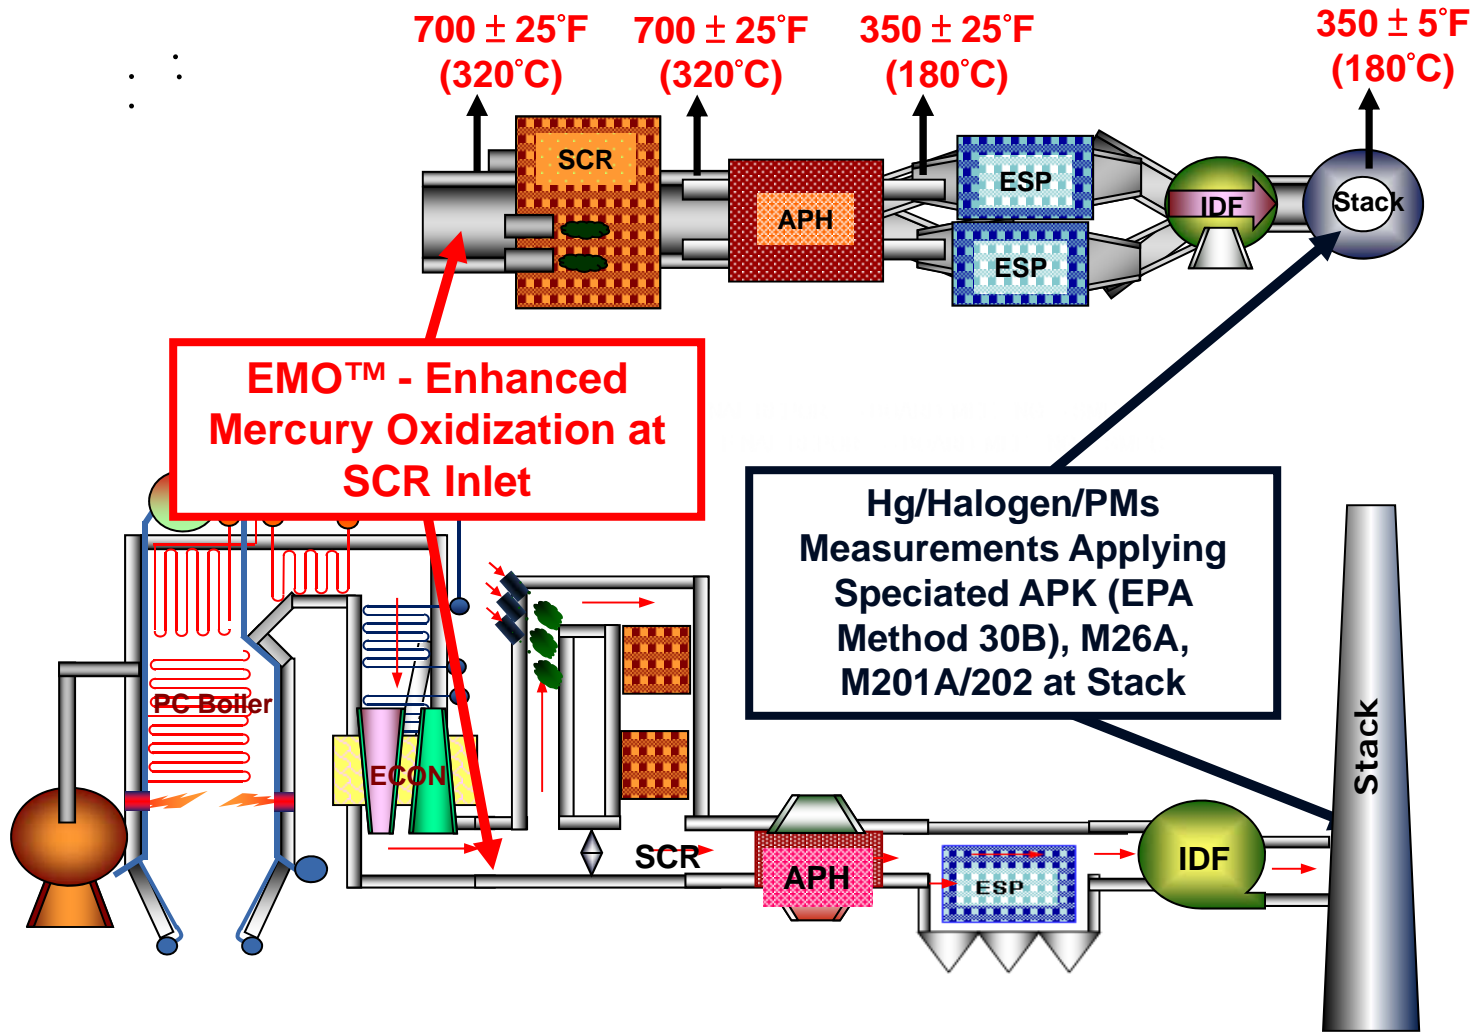 700 ± 25°F
(320°C)
700 ± 25°F
(320°C)
350 ± 25°F
(180°C)
350 ± 5°F
(180°C)
SCR
APH
ESP
ESP
IDF
Stack
EMO™ - Enhanced
Mercury Oxidization at
SCR Inlet
Hg/Halogen/PMs
Measurements Applying
Speciated APK (EPA
Method 30B), M26A,
M201A/202 at Stack
PC Boiler
ECON
SCR
APH
ESP
IDF
Stack